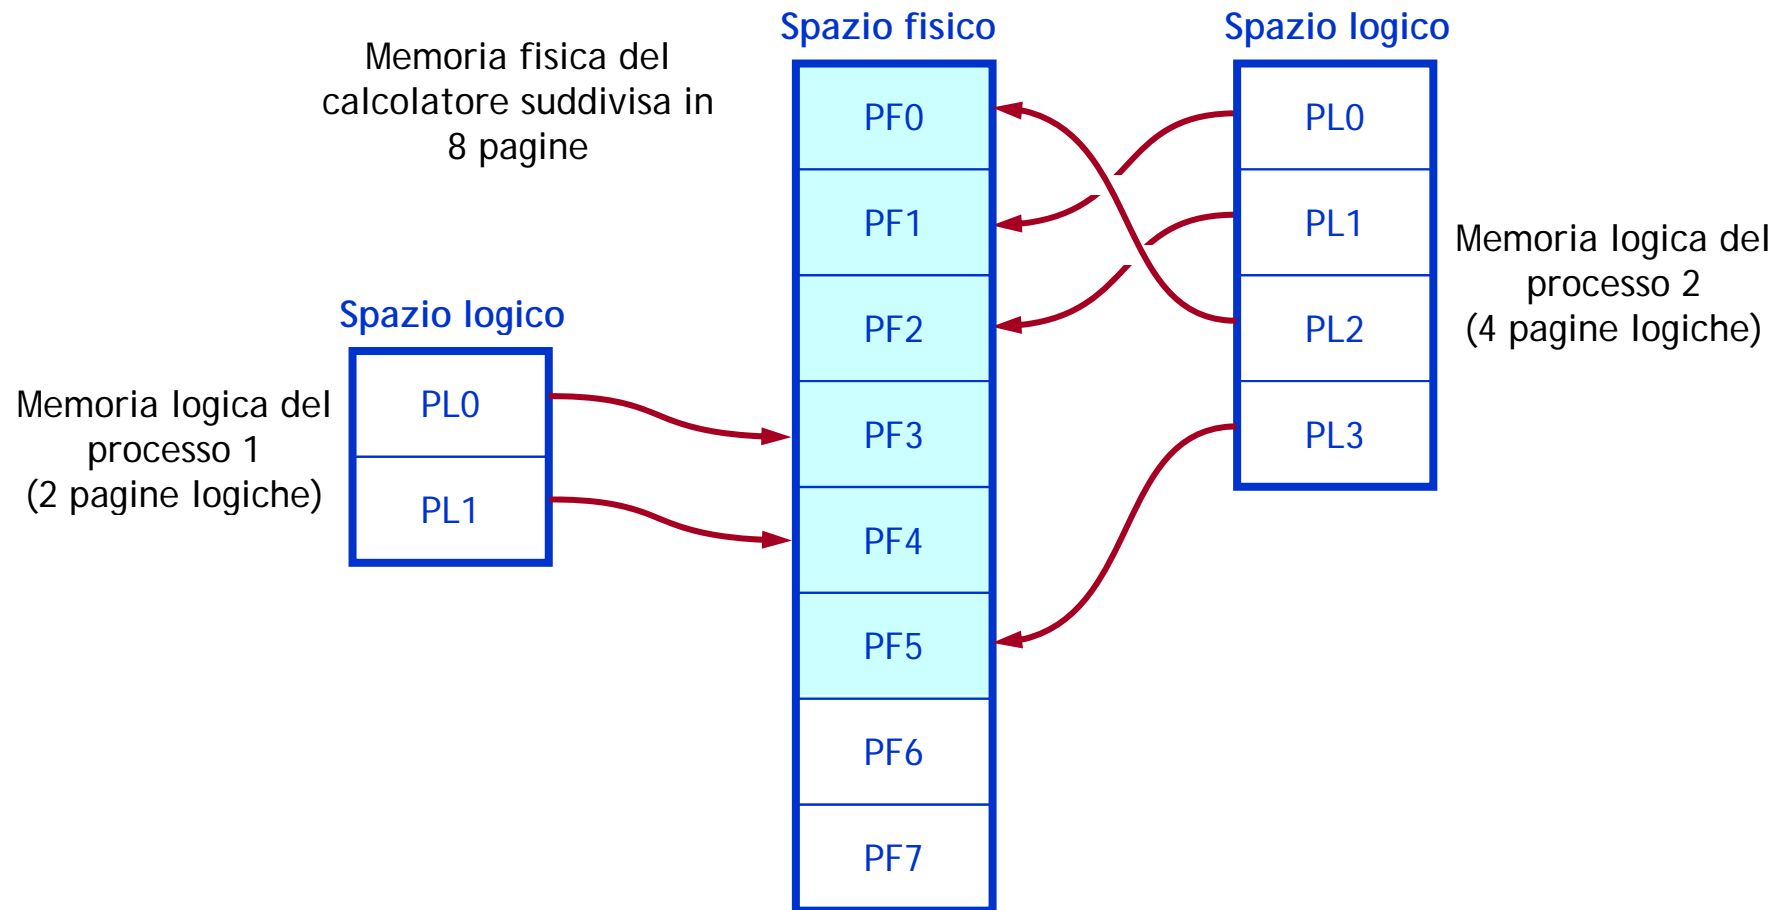 Spazio fisico
Spazio logico
Memoria fisica del
calcolatore suddivisa in
8 pagine
PF0
PF1
PF2
PF3
PF4
PF5
PF6
PF7
PL0
PL1
PL2
PL3
Memoria logica del
processo 2
(4 pagine logiche)
Spazio logico
Memoria logica del
processo 1
(2 pagine logiche)
PL0
PL1